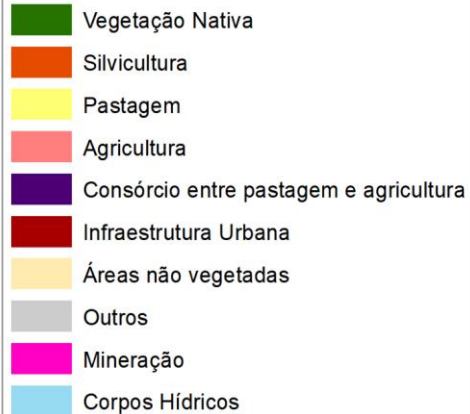 Vegetação Nativa
Silvicultura
Pastagem
Agricultura
Consórcio entre pastagem e agricultura
Infraestrutura Urbana
Áreas não vegetadas
Outros
Mineração
Corpos Hídricos